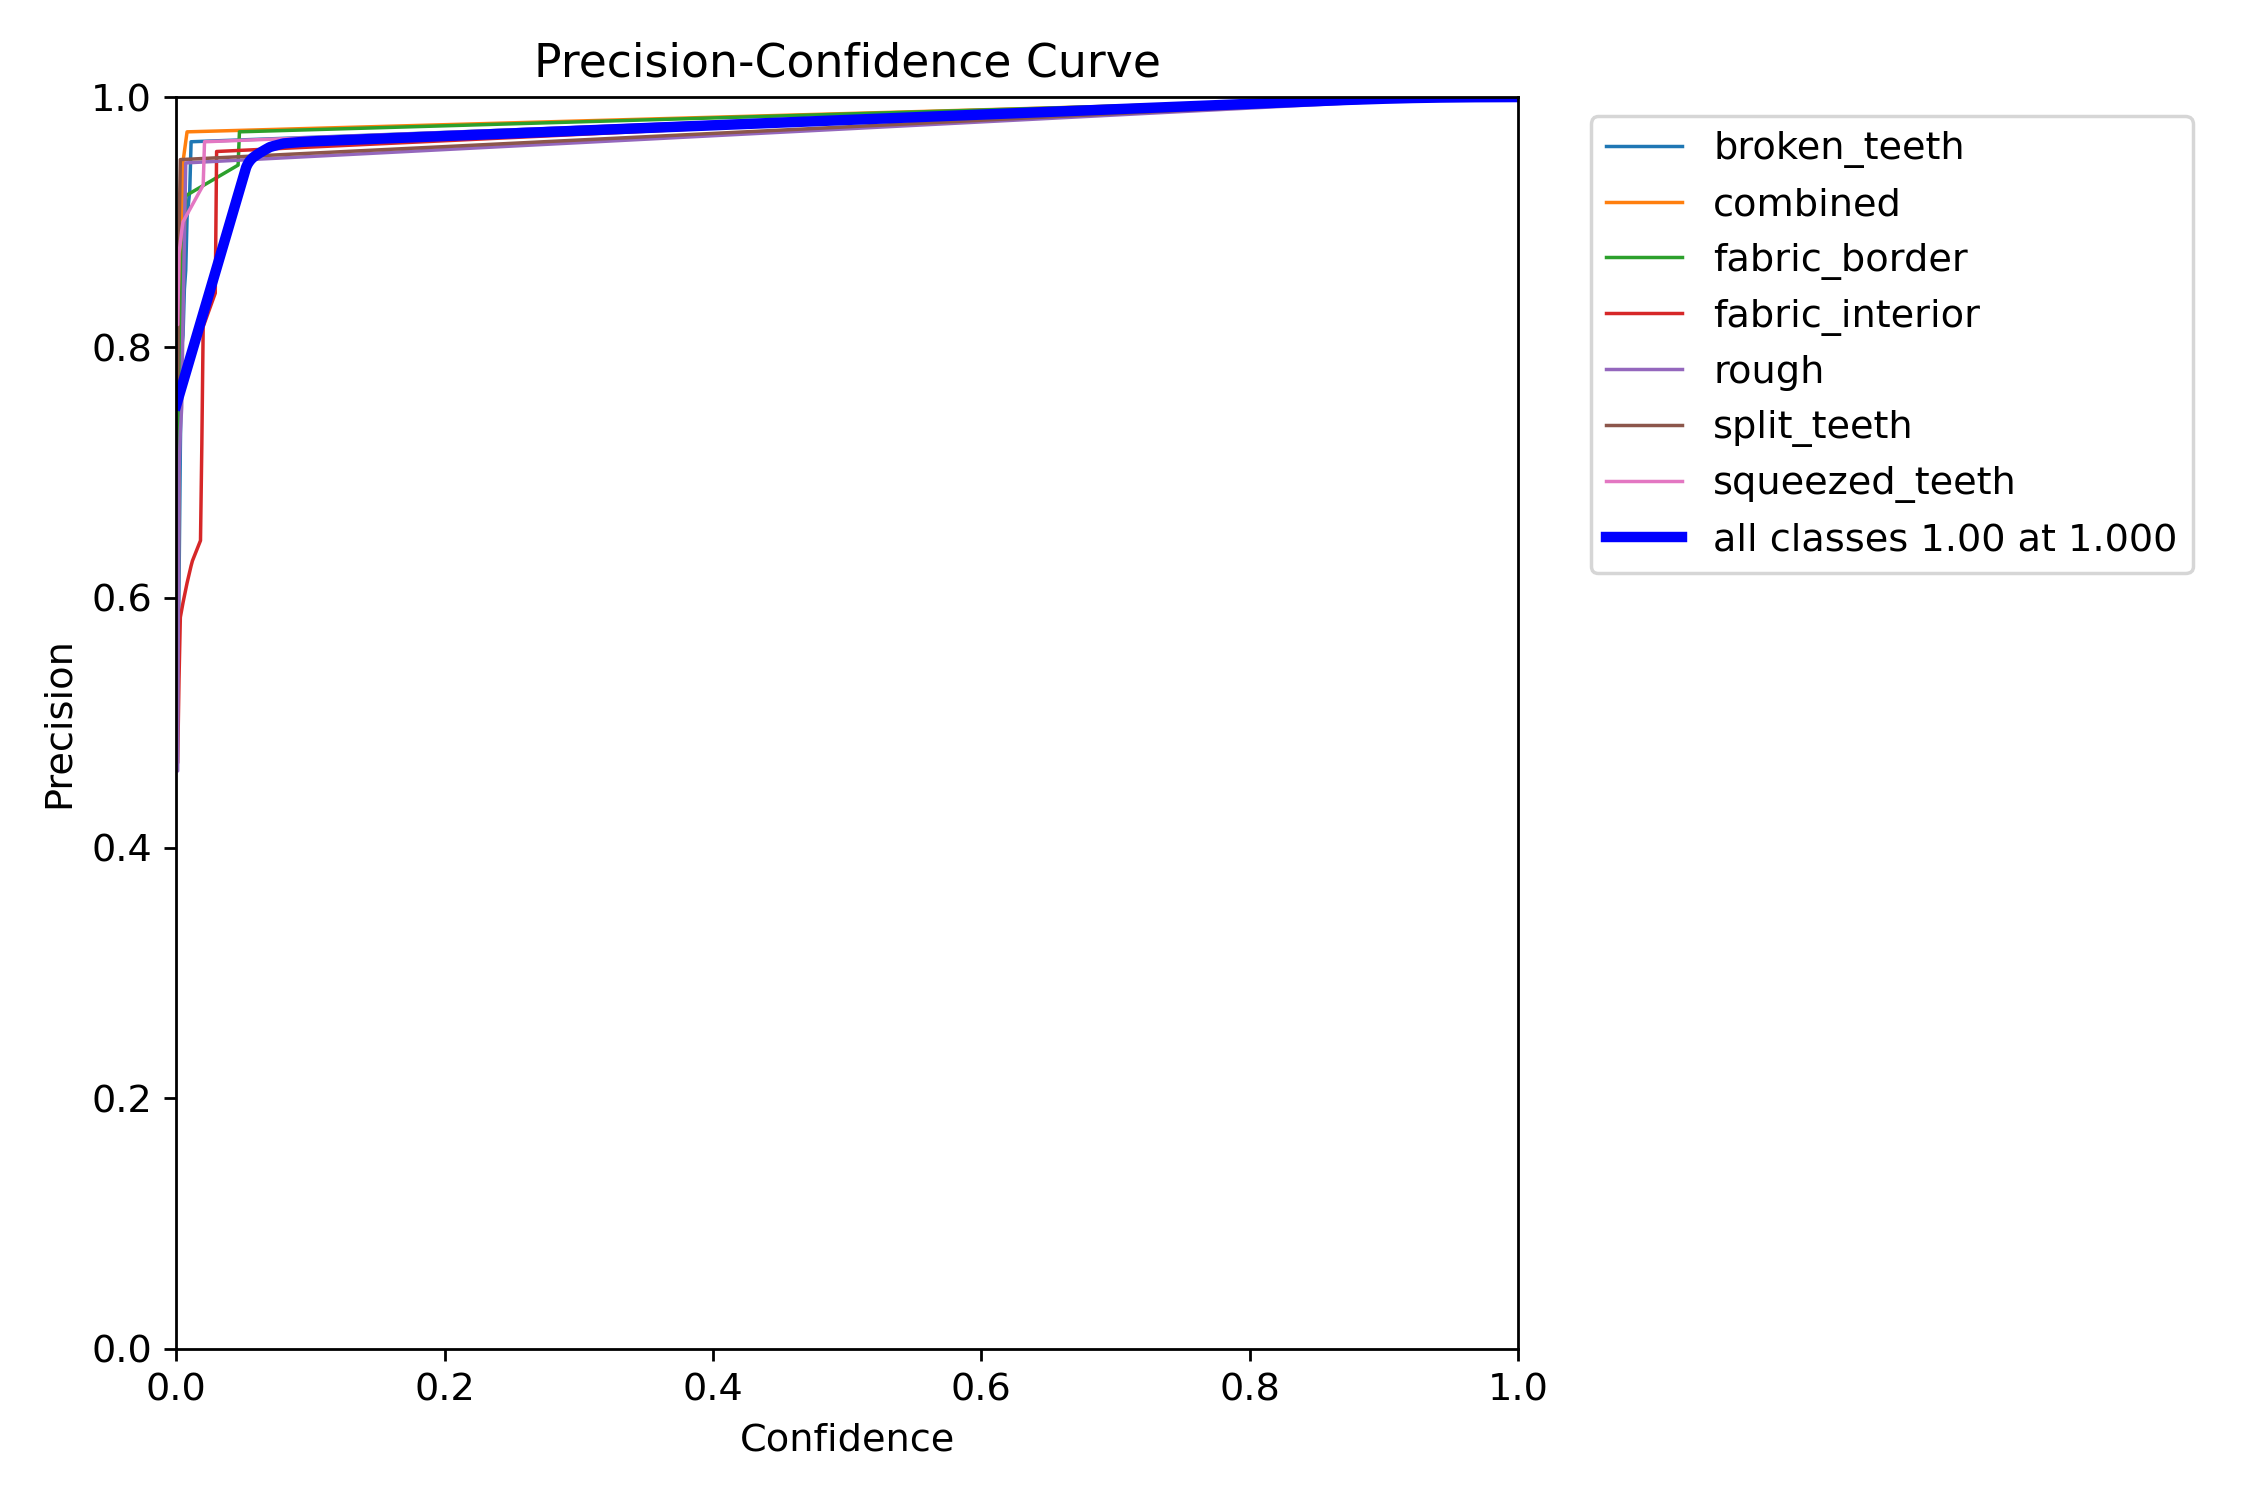 Precision-Confidence Curve
1.0
0.8
0.6
0.4
0.2
0.0
Precision
0.0 0.2 0.4 0.6 0.8 1.0
Confidence
broken_teeth
combined
fabric_border
fabric_interior
rough
split_teeth
squeezed_teeth
all classes 1.00 at 1.000